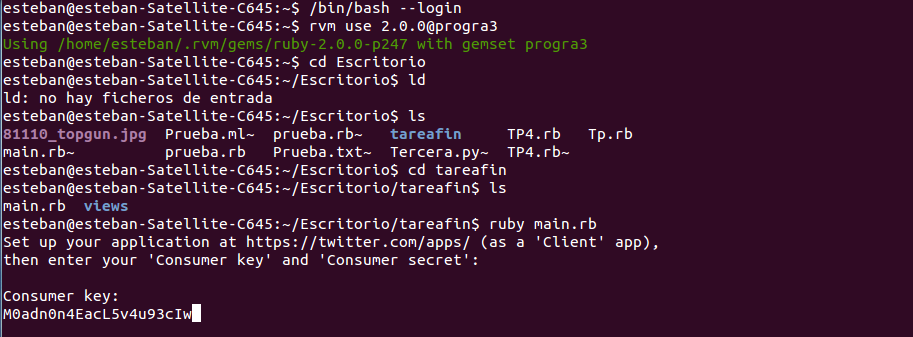 esteban@esteban-Satellite-C645:~$ /bin/bash --login
esteban@esteban-Satellite-C645:~$ rvm use 2.0.0@progra3
Using /home/esteban/.rvm/gems/ruby-2.0.0-p247 with gemset progra3
esteban@esteban-Satellite-C645:~$ cd Escritorio
esteban@esteban-Satellite-C645:~/Escritorio$ ld
ld: no hay ficheros de entrada
esteban@esteban-Satellite-C645:~/Escritorio$ ls
81110_topgun.jpg  Prueba.ml~  prueba.rb~   tareafin     TP4.rb   Tp.rb
main.rb~          prueba.rb   Prueba.txt~  Tercera.py~  TP4.rb~
esteban@esteban-Satellite-C645:~/Escritorio$ cd tareafin
esteban@esteban-Satellite-C645:~/Escritorio/tareafin$ ls
main.rb  views
esteban@esteban-Satellite-C645:~/Escritorio/tareafin$ ruby main.rb
Set up your application at https://twitter.com/apps/ (as a 'Client' app),
then enter your 'Consumer key' and 'Consumer secret':
Consumer key:
M0adn0n4EacL5v4u93cIw